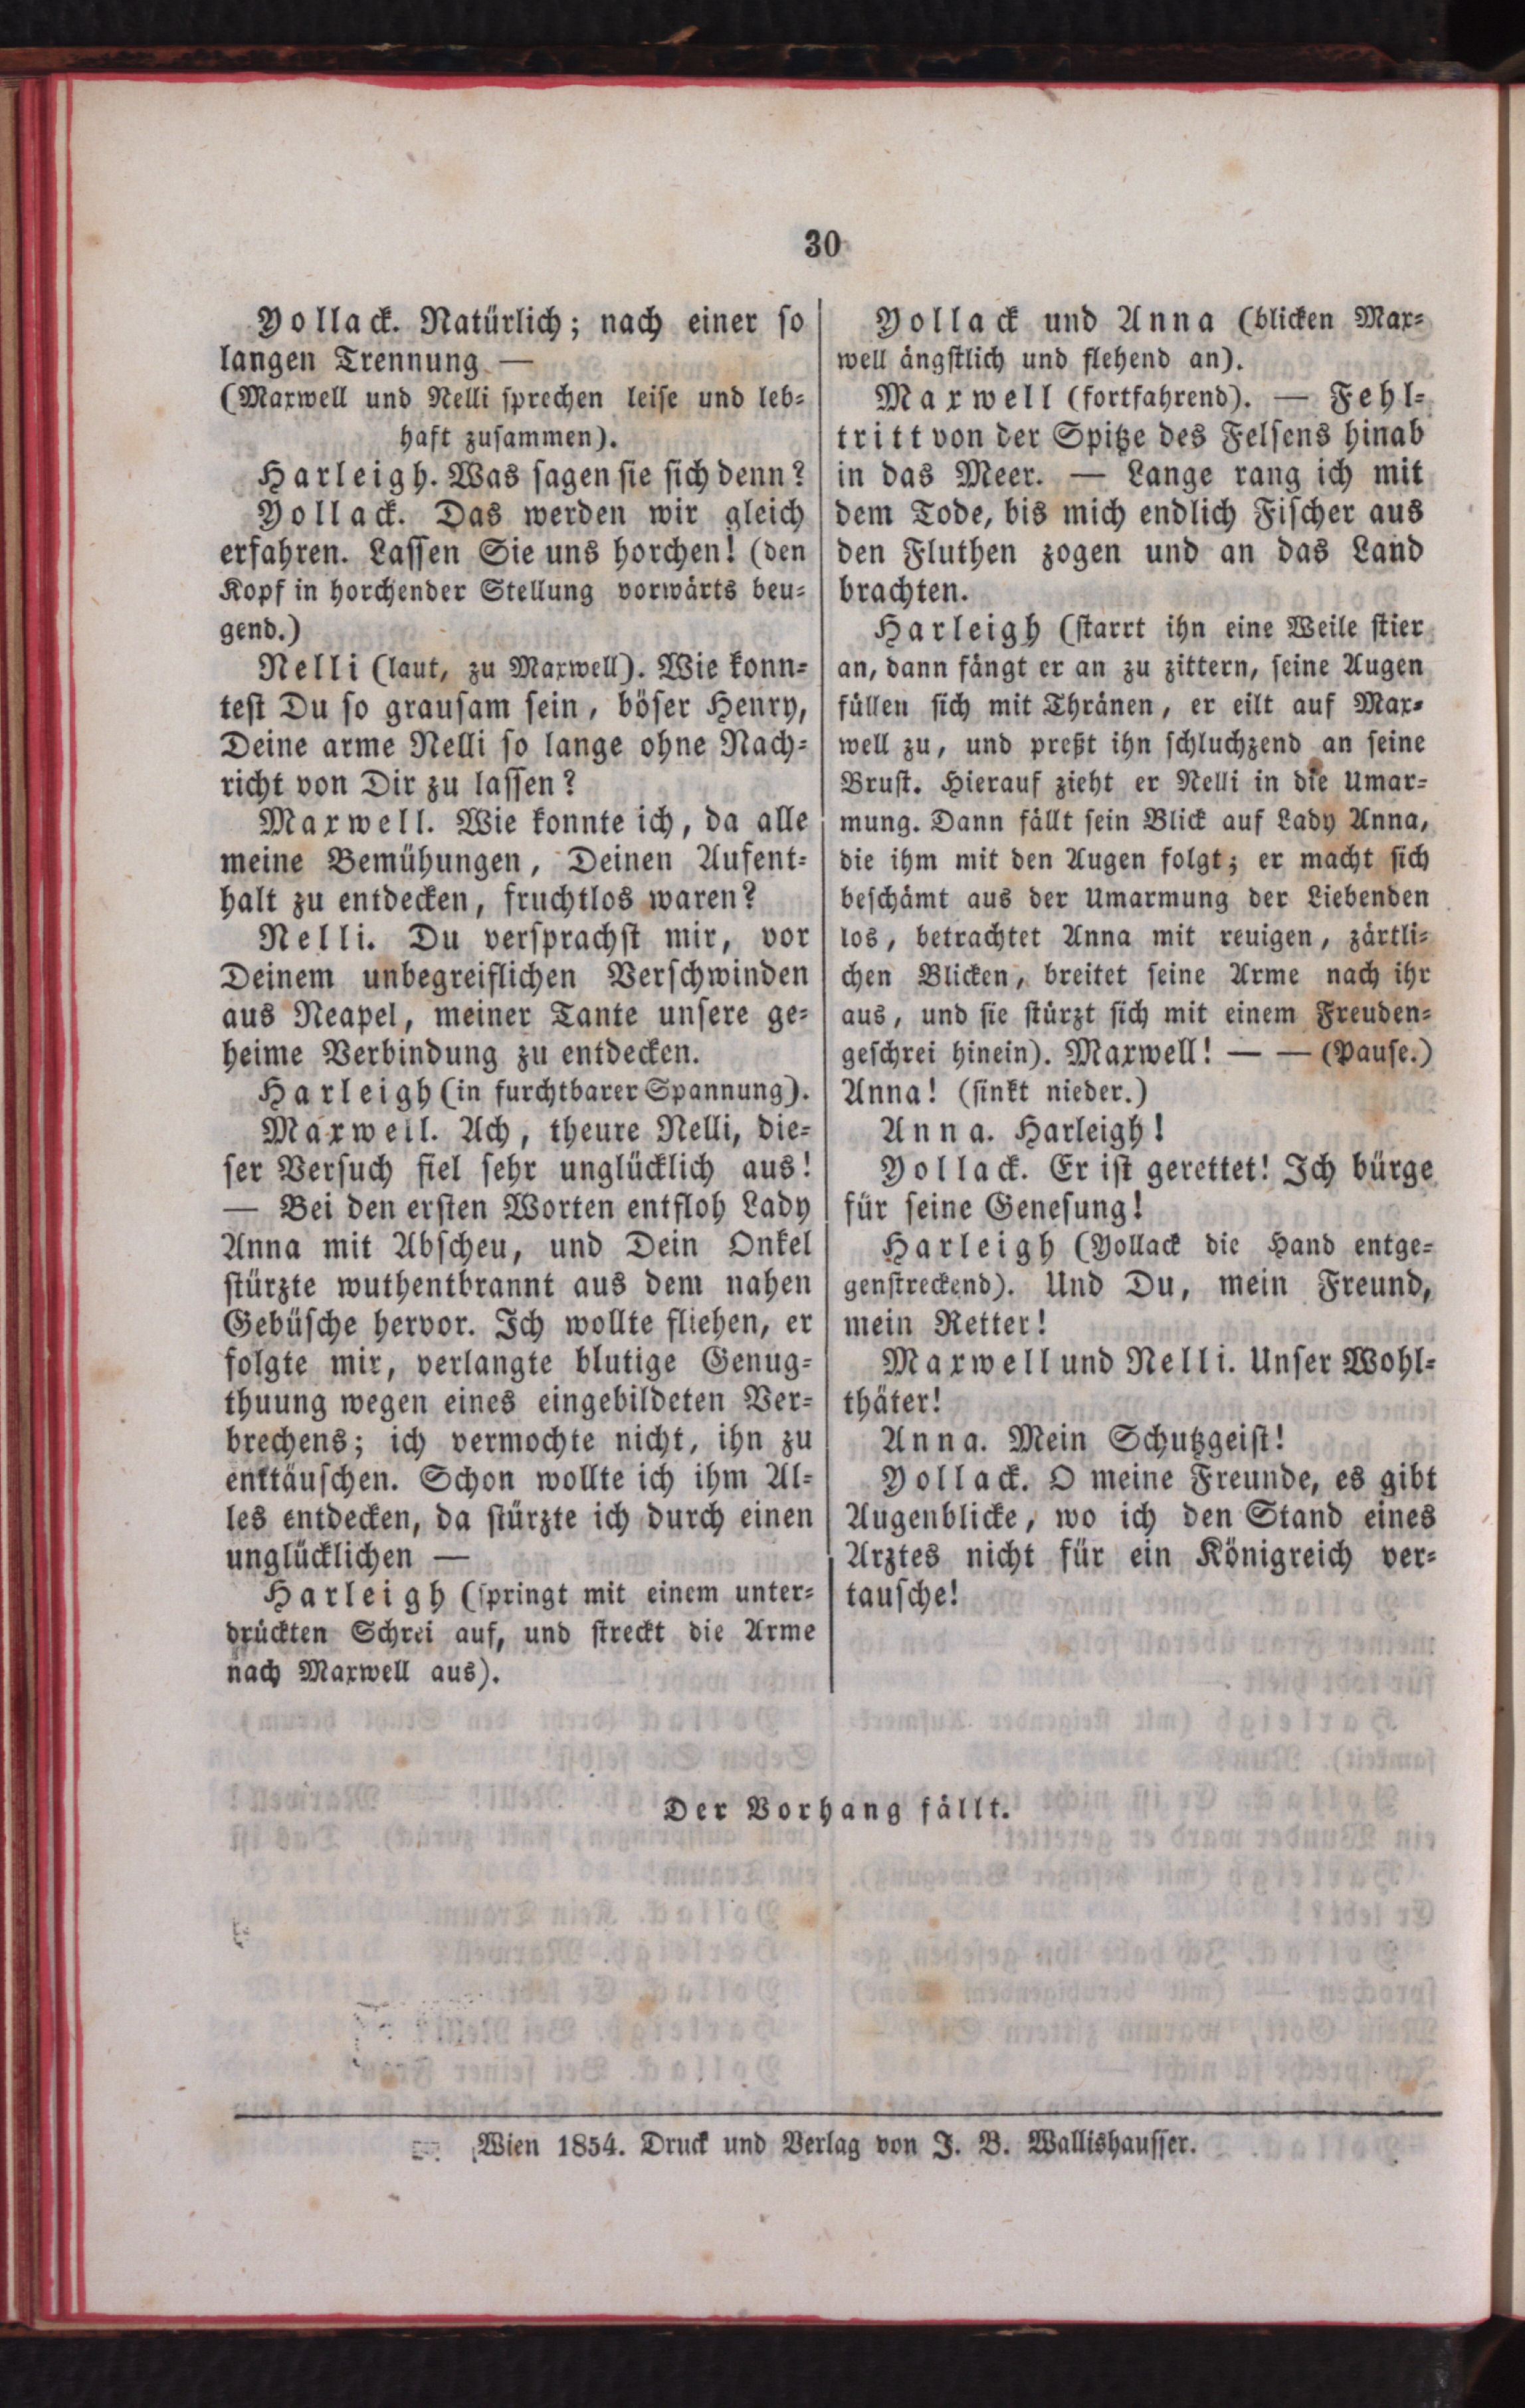 30
Yollack. Natürlich; nach einer so
langen Trennung —
(Maxwell und Nelli sprechen leise und leb-
haft zusammen).
Harleigh. Was sagen sie sich denn?
Yollack. Das werden wir gleich
erfahren. Lassen Sie uns horchen! (den
Kopf in horchender Stellung vorwärts beu-
gend.)
Nelli (laut, zu Maxwell). Wie konn-
test Du so grausam sein, böser Henry,
Deine arme Nelli so lange ohne Nach-
richt von Dir zu lassen?
Maxwell. Wie konnte ich, da alle
meine Bemühungen, Deinen Aufent-
halt zu entdecken, fruchtlos waren?
Nelli. Du versprachst mir, vor
Deinem unbegreiflichen Verschwinden
aus Neapel, meiner Tante unsere ge-
heime Verbindung zu entdecken.
Harleigh (in furchtbarer Spannung).
Maxwell. Ach, theure Nelli, die-
ser Versuch fiel sehr unglücklich aus!
— Bei den ersten Worten entfloh Lady
Anna mit Abscheu, und Dein Onkel
stürzte wuthentbrannt aus dem nahen
Gebüsche hervor. Ich wollte fliehen, er
folgte mir, verlangte blutige Genug-
thuung wegen eines eingebildeten Ver-
brechens; ich vermochte nicht, ihn zu
enttäuschen. Schon wollte ich ihm Al-
les entdecken, da stürzte ich durch einen
unglücklichen —
Harleigh (springt mit einem unter-
drückten Schrei auf, und streckt die Arme
nach Maxwell aus).
Yollack und Anna (blicken Max-
well ängstlich und flehend an).
Maxwell (fortfahrend). — Fehl-
tritt von der Spitze des Felsens hinab
in das Meer. — Lange rang ich mit
dem Tode, bis mich endlich Fischer aus
den Fluthen zogen und an das Land
brachten.
Harleigh (starrt ihn eine Weile stier
an, dann fängt er an zu zittern, seine Augen
füllen sich mit Thränen, er eilt auf Max-
well zu, und preßt ihn schluchzend an seine
Brust. Hierauf zieht er Nelli in die Umar-
mung. Dann fällt sein Blick auf Lady Anna,
die ihm mit den Augen folgt; er macht sich
beschämt aus der Umarmung der Liebenden
los, betrachtet Anna mit reuigen, zärtli-
chen Blicken, breitet seine Arme nach ihr
aus, und sie stürzt sich mit einem Freuden-
geschrei hinein). Maxwell! — — (Pause.)
Anna! (sinkt nieder.)
Anna. Harleigh!
Yollack. Er ist gerettet! Ich bürge
für seine Genesung!
Harleigh (Yollack die Hand entge-
genstreckend). Und Du, mein Freund,
mein Retter!
Maxwell und Nelli. Unser Wohl-
thäter!
Anna. Mein Schutzgeist!
Yollack. O meine Freunde, es gibt
Augenblicke, wo ich den Stand eines
Arztes nicht für ein Königreich ver-
tausche!
Der Vorhang fällt.
Wien 1854. Druck und Verlag von J. B. Wallishausser.